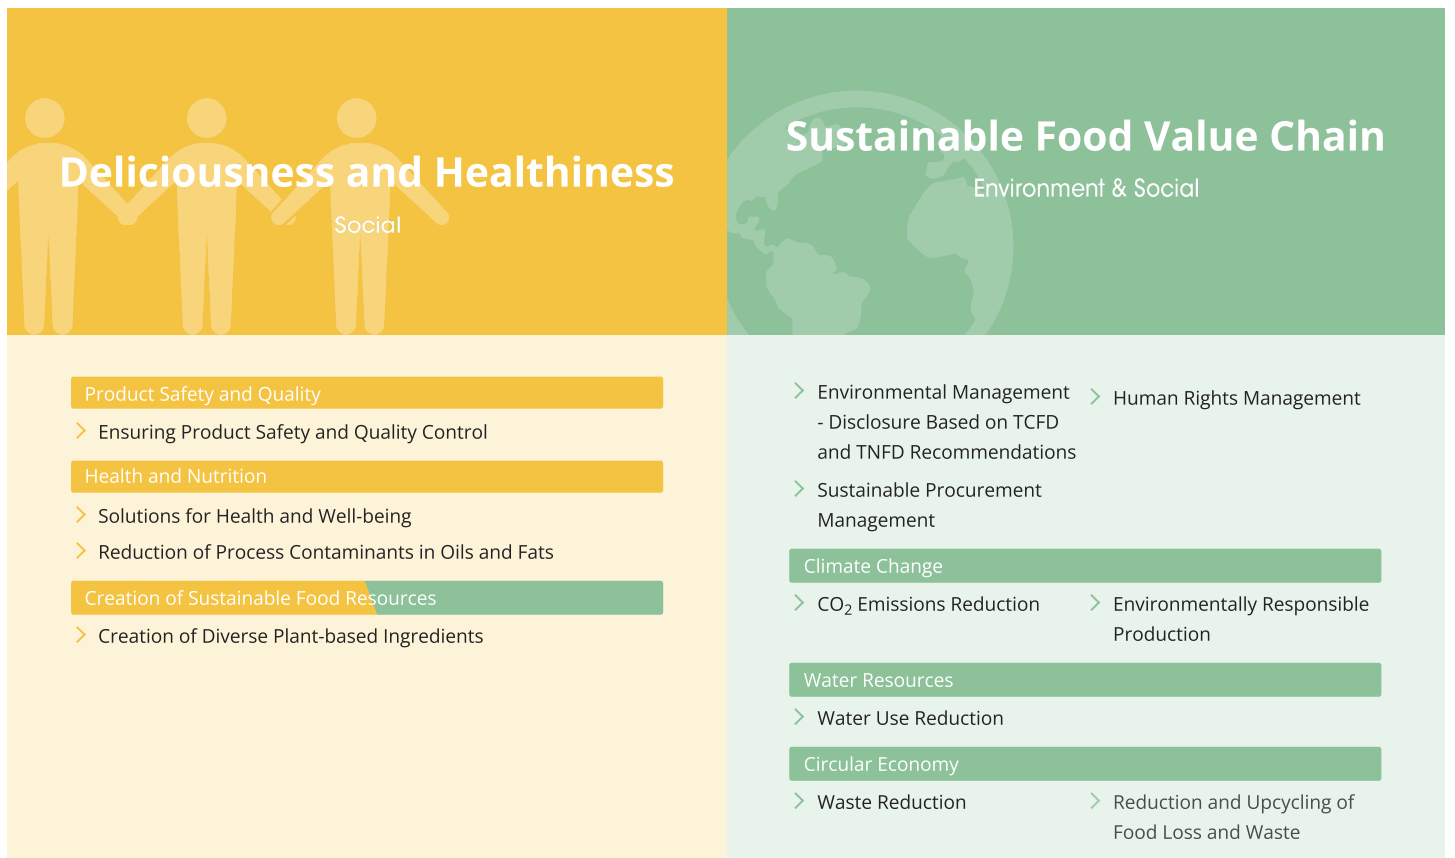 Deliciousness and Healthiness
Social
Product Safety and Quality
Ensuring Product Safety and Quality Control
Health and Nutrition
Solutions for Health and Well-being
Reduction of Process Contaminants in Oils and Fats
Creation of Sustainable Food Resources
Creation of Diverse Plant-based Ingredients
Sustainable Food Value Chain
Environment & Social
Environmental Management
- Disclosure Based on TCFD
and TNFD Recommendations
Human Rights Management
Sustainable Procurement
Management
Climate Change
CO₂ Emissions Reduction
Environmentally Responsible
Production
Water Resources
Water Use Reduction
Circular Economy
Waste Reduction
Reduction and Upcycling of
Food Loss and Waste